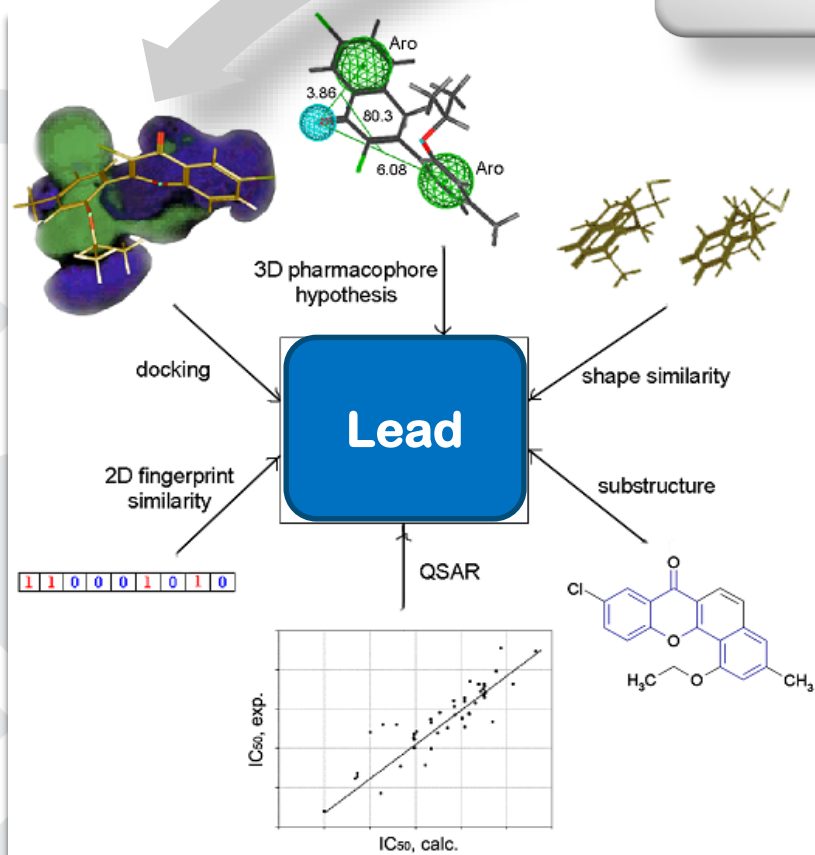 Aro
3.86
80.3
6.08
Aro
3D pharmacophore
hypothesis
docking
shape similarity
Lead
2D fingerprint
similarity
substructure
1 1 0 0 0 1 0 1 0
QSAR
O
Cl
O
H₃C
O
CH₃
IC₅₀, exp.
IC₅₀, calc.